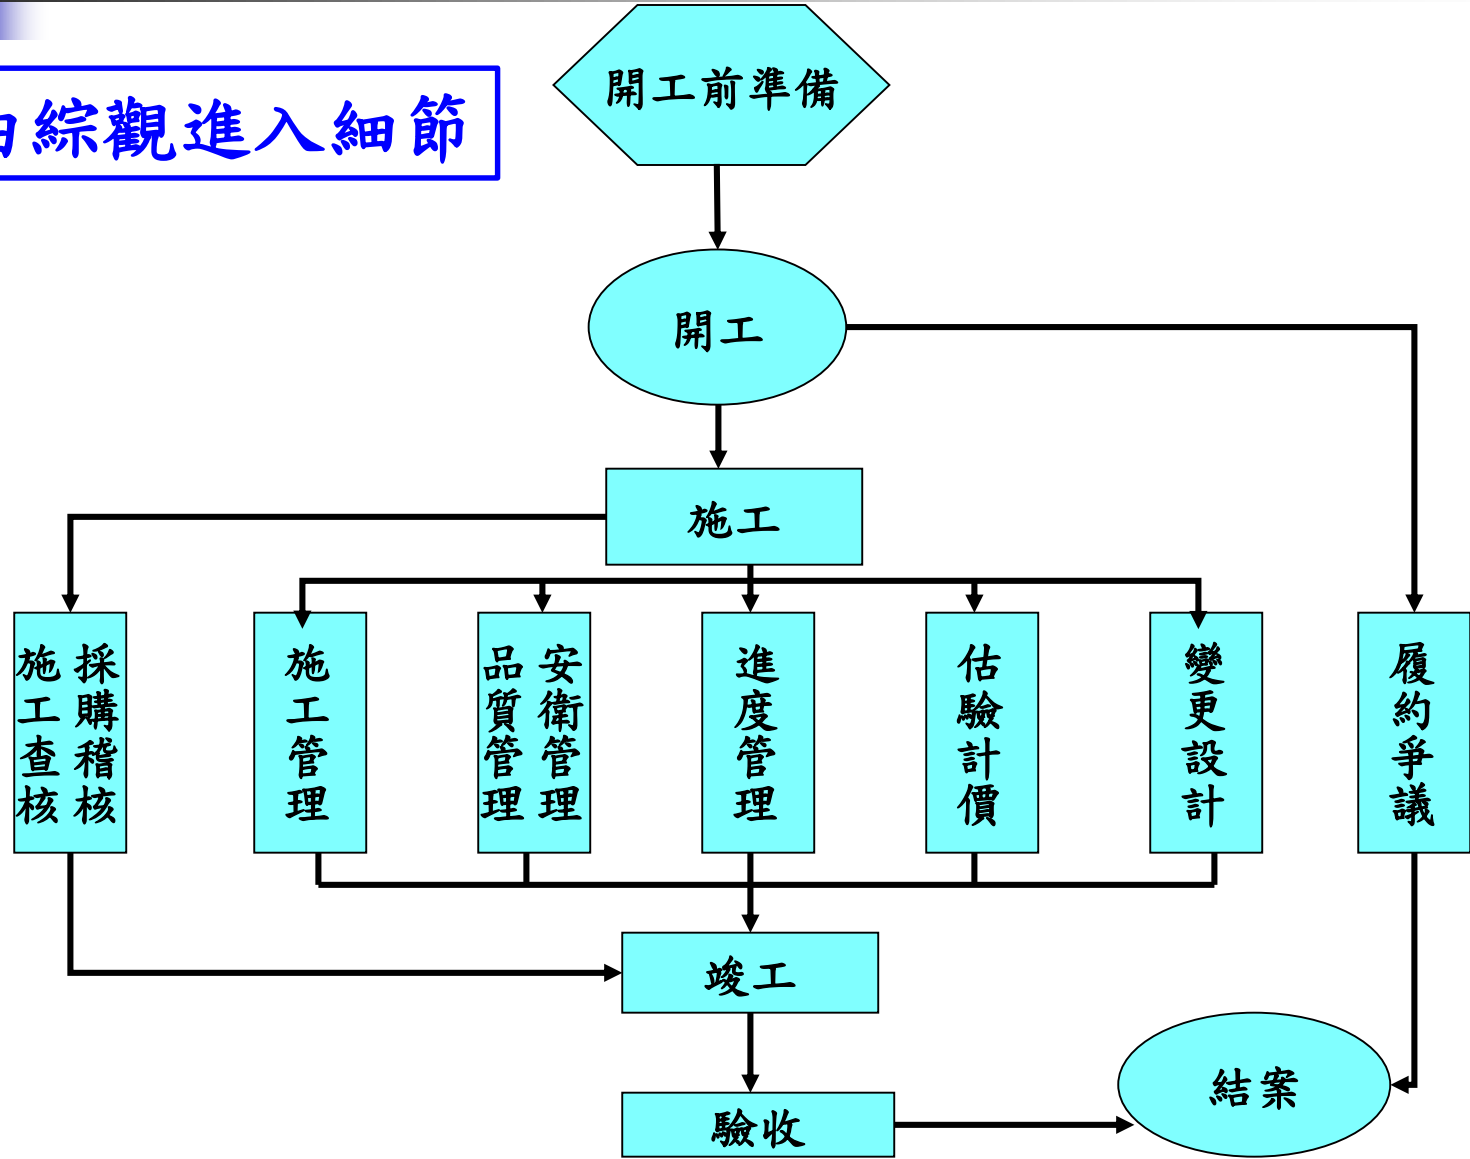 綜觀進入細節
開工前準備
開工
施工
採購稽核
施工查核
施工管理
安衛管理
品質管理
進度管理
估驗計價
變更設計
履約爭議
竣工
驗收
結案